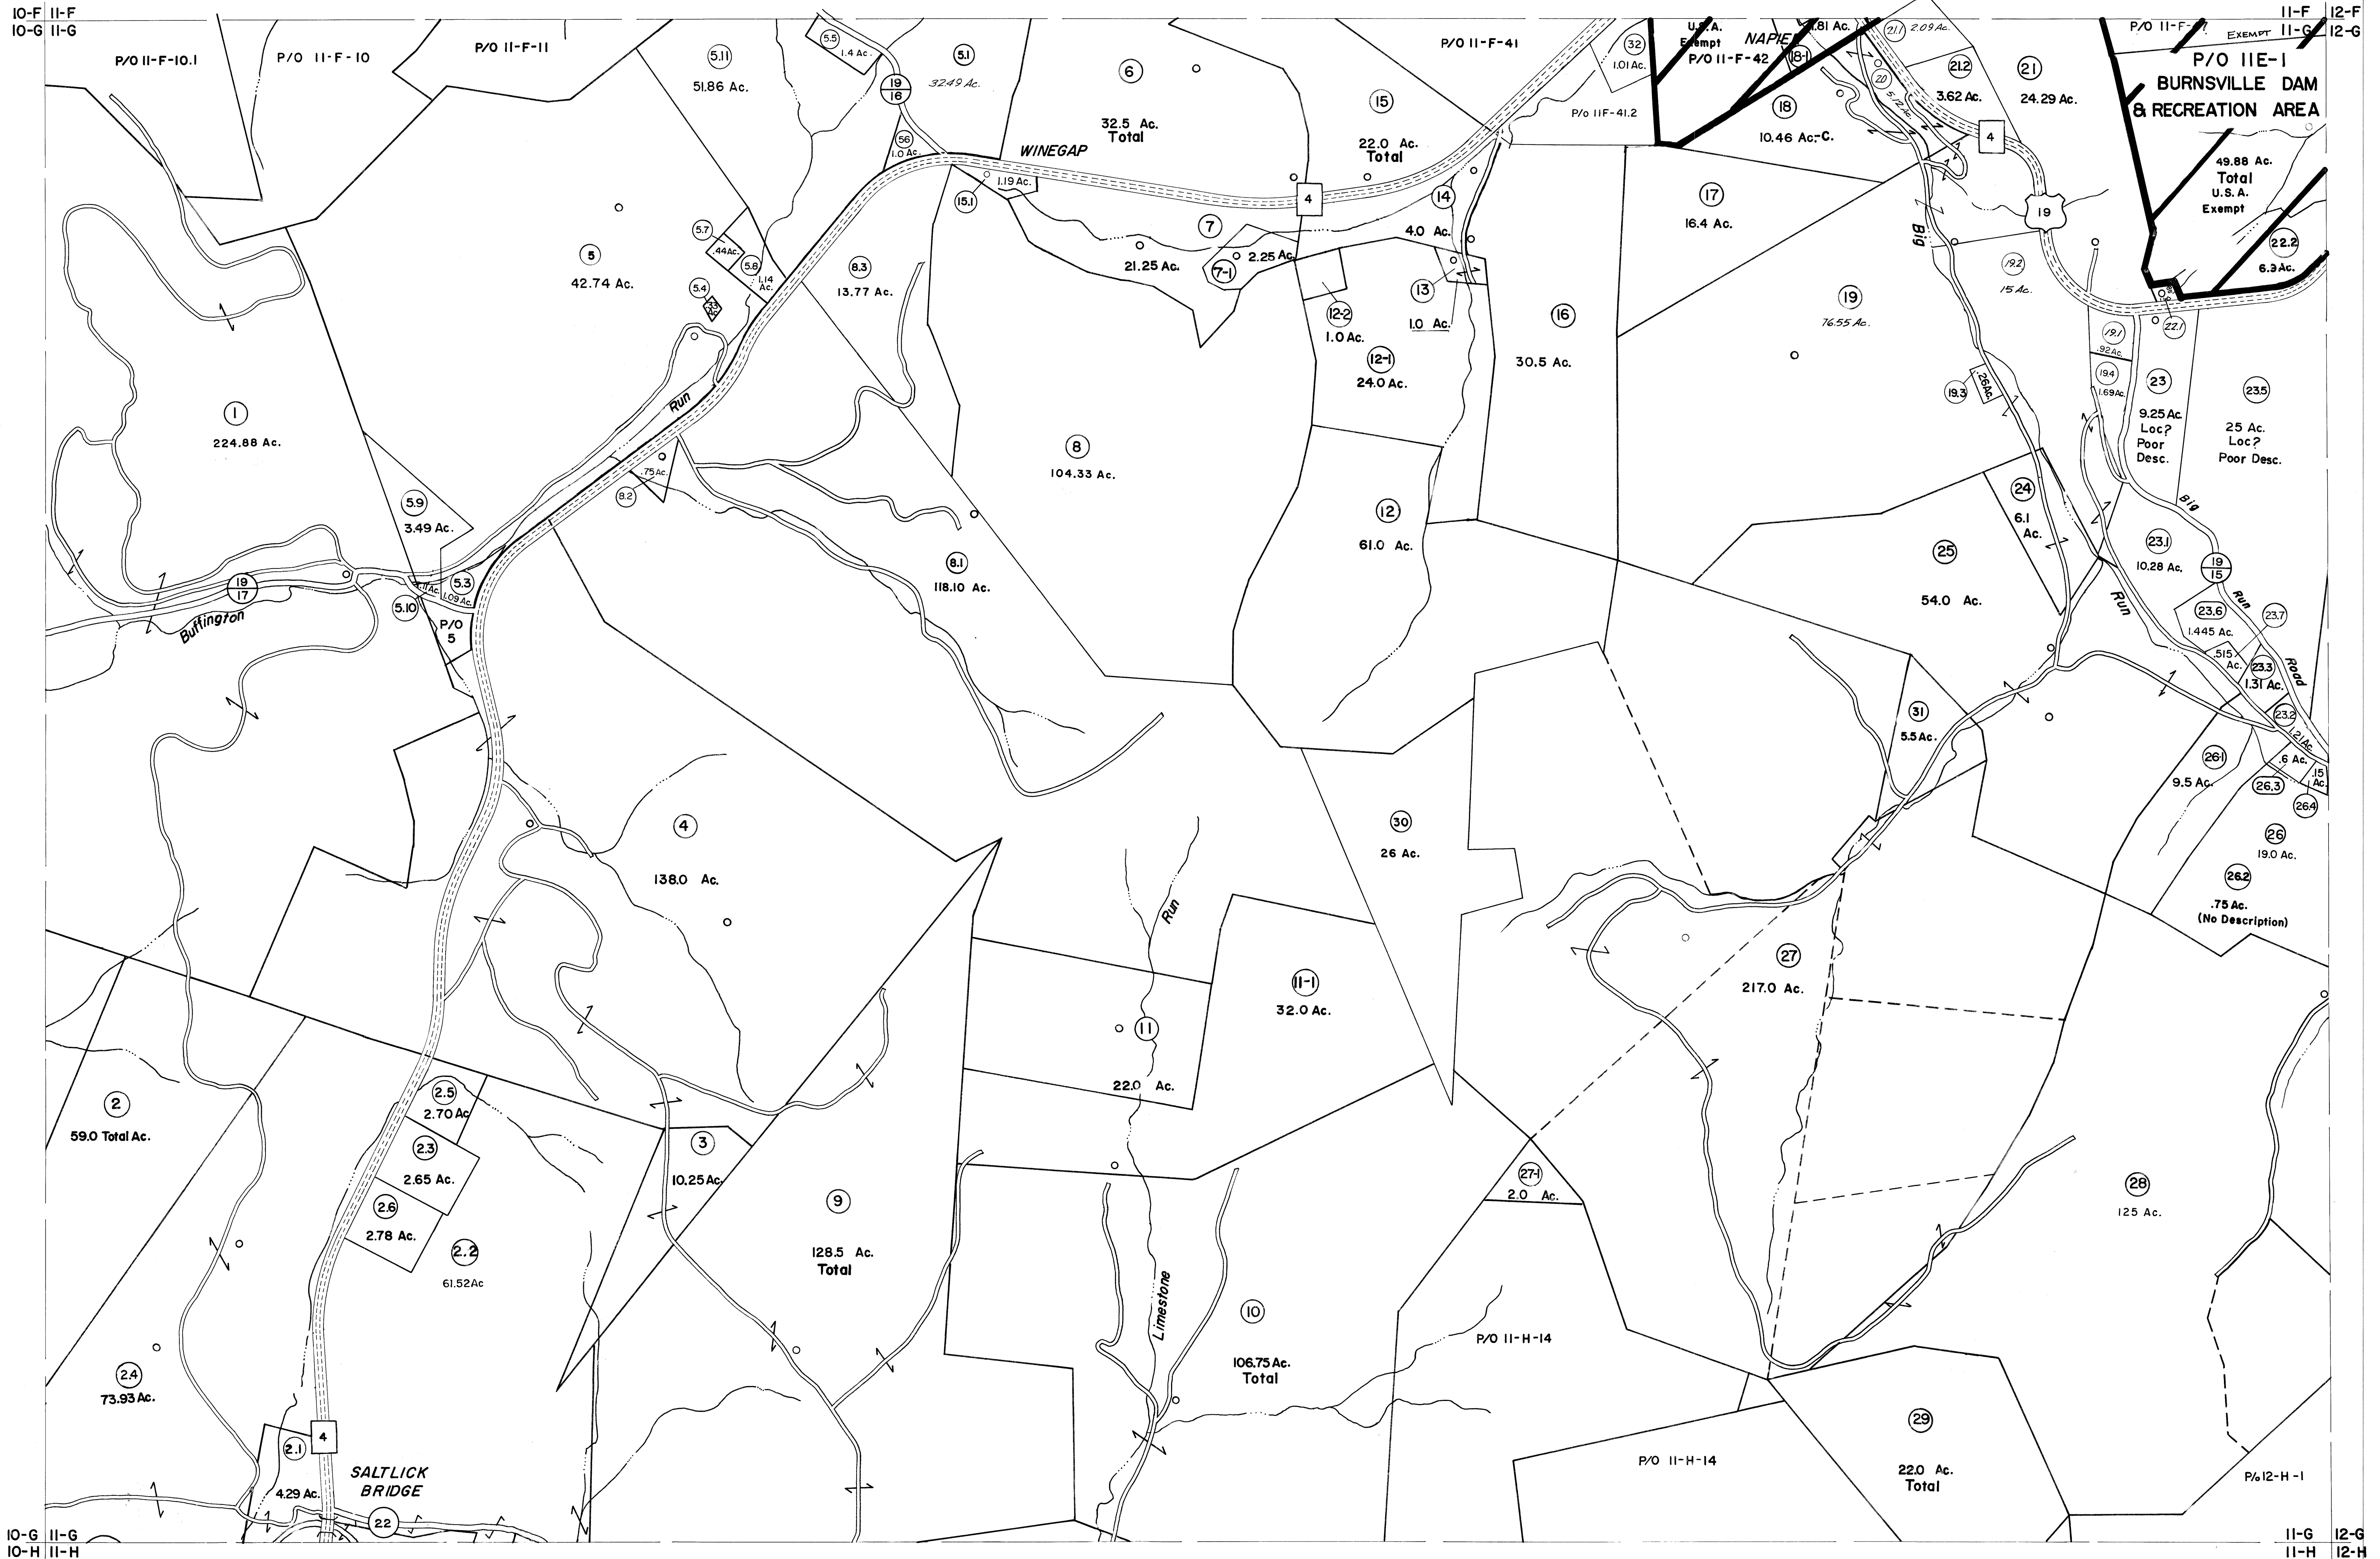 10-F 11-F
10-G 11-G
11-F 12-F
11-G 12-G
P/O 11-F-10.1
P/O 11-F-10
P/O 11-F-11
5.11
51.86 Ac.
5.5
1.4 Ac.
19
16
5.1
32.49 Ac.
6
32.5 Ac.
Total
15
22.0 Ac.
Total
P/O 11-F-41
32
1.01 Ac.
P/O 11F-41.2
U.S.A.
Exempt
P/O 11-F-42
NAPIER
18-1
.81 Ac.
18
10.46 Ac.-C.
20
5.12 Ac.
21.1
2.09 Ac.
21.2
3.62 Ac.
21
24.29 Ac.
4
EXEMPT
P/O 11E-1
BURNSVILLE DAM
& RECREATION AREA
49.88 Ac.
Total
U.S.A.
Exempt
22.2
6.9 Ac.
56
1.0 Ac.
WINEGAP
15.1
1.19 Ac.
4
14
4.0 Ac.
17
16.4 Ac.
Big
19
19.2
15 Ac.
5
42.74 Ac.
5.7
.44 Ac.
5.8
1.14
Ac.
5.4
.33
Ac.
8.3
13.77 Ac.
7
21.25 Ac.
7-1
2.25 Ac.
12-2
1.0 Ac.
13
1.0 Ac.
16
30.5 Ac.
19
76.55 Ac.
19.3
.26 Ac.
22.1
19.1
.92 Ac.
19.4
1.69 Ac.
23
9.25 Ac.
Loc?
Poor
Desc.
23.5
25 Ac.
Loc?
Poor Desc.
1
224.88 Ac.
Run
12-1
24.0 Ac.
8
104.33 Ac.
8.2
.75 Ac.
5.9
3.49 Ac.
12
61.0 Ac.
24
6.1
Ac.
25
54.0 Ac.
Big
23.1
10.28 Ac.
19
15
Run
Run
Road
8.1
118.10 Ac.
19
17
Buffington
5.10
5.3
1.09 Ac.
P/O
5
23.6
1.445 Ac.
23.7
.515
Ac.
23.3
1.31 Ac.
23.2
1.21 Ac.
31
5.5 Ac.
26-1
9.5 Ac.
.6 Ac.
26.3
.15
Ac.
26.4
26
19.0 Ac.
26.2
.75 Ac.
(No Description)
4
138.0 Ac.
30
26 Ac.
Run
27
217.0 Ac.
11-1
32.0 Ac.
11
22.0 Ac.
2
59.0 Total Ac.
2.5
2.70 Ac
2.3
2.65 Ac.
2.6
2.78 Ac.
2.2
61.52 Ac
3
10.25 Ac.
9
128.5 Ac.
Total
27-1
2.0 Ac.
28
125 Ac.
Limestone
10
106.75 Ac.
Total
P/O 11-H-14
2.4
73.93 Ac.
4
2.1
4.29 Ac.
SALTLICK
BRIDGE
22
P/O 11-H-14
29
22.0 Ac.
Total
P/o 12-H-1
10-G 11-G
10-H 11-H
11-G 12-G
11-H 12-H